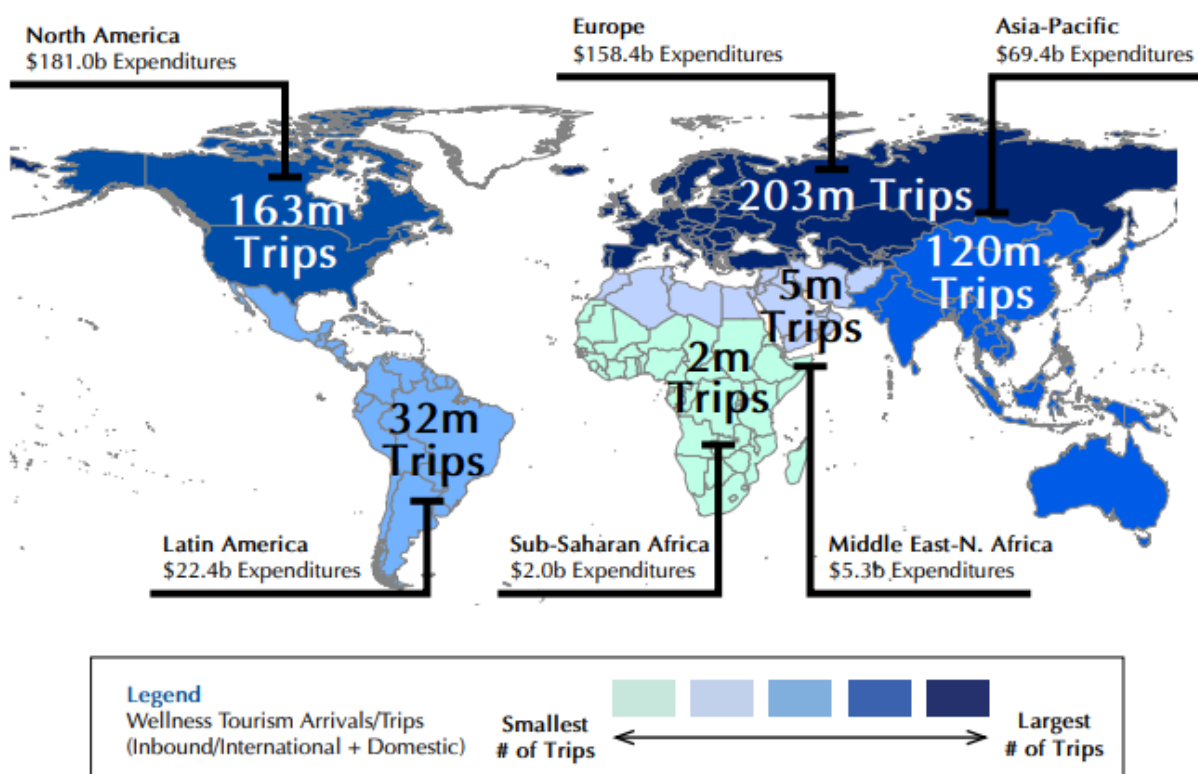 North America
$181.0b Expenditures
Europe
$158.4b Expenditures
Asia-Pacific
$69.4b Expenditures
163m
Trips
203m Trips
120m
Trips
5m
Trips
2m
Trips
32m
Trips
Latin America
$22.4b Expenditures
Sub-Saharan Africa
$2.0b Expenditures
Middle East-N. Africa
$5.3b Expenditures
Legend
Wellness Tourism Arrivals/Trips
(Inbound/International + Domestic)
Smallest
# of Trips
Largest
# of Trips